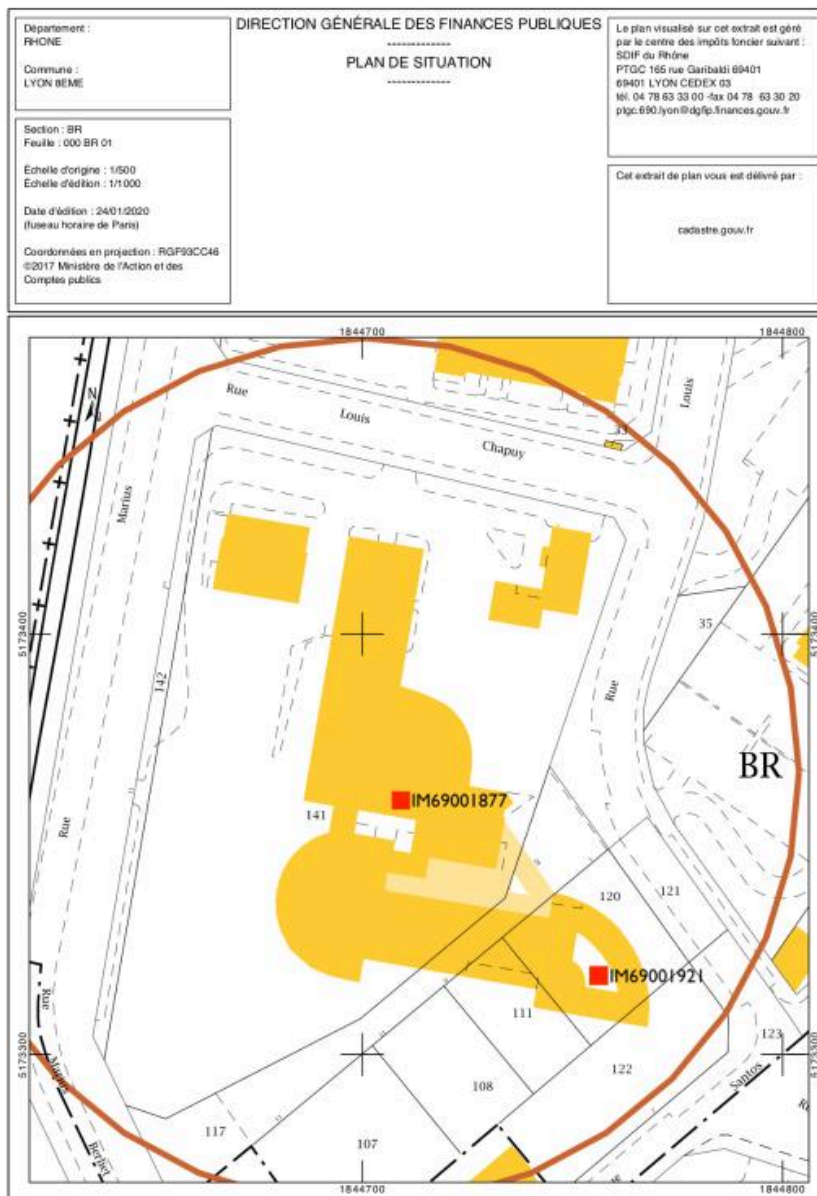 Département :
RHONE
Commune :
LYON 8EME
Section : BR
Feuille : 000 BR 01
Échelle d'origine : 1/500
Échelle d'édition : 1/1000
Date d'édition : 24/01/2020
(fuseau horaire de Paris)
Coordonnées en projection : RGF93CC46
©2017 Ministère de l'Action et des
Comptes publics
DIRECTION GÉNÉRALE DES FINANCES PUBLIQUES
-------------
PLAN DE SITUATION
-------------
Le plan visualisé sur cet extrait est géré
par le centre des impôts foncier suivant :
SDIF du Rhône
PTGC 165 rue Garibaldi 69401
69401 LYON CEDEX 03
tél. 04 78 63 33 00 -fax 04 78 63 30 20
ptgc.690.lyon@dgfip.finances.gouv.fr
Cet extrait de plan vous est délivré par :
cadastre.gouv.fr
1844700
1844800
N
Rue
Louis
Chapuy
33
Louis
Marius
5173400
5173400
35
142
Rue
BR
IM69001877
141
Rue
120
121
IM69001921
111
Rue
5173300
5173300
123
122
Marius
Santos
108
117
107
Berliet
1844700
1844800